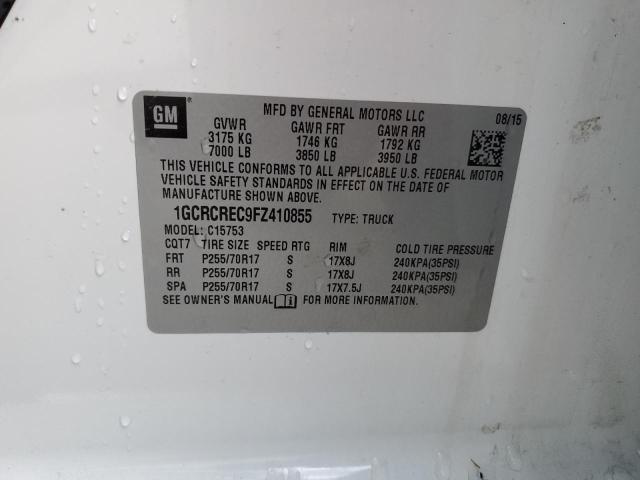 GM
MFD BY GENERAL MOTORS LLC 08/15
GVWR GAWR FRT GAWR RR
3175 KG 1746 KG 1792 KG
7000 LB 3850 LB 3950 LB
THIS VEHICLE CONFORMS TO ALL APPLICABLE U.S. FEDERAL MOTOR
VEHICLE SAFETY STANDARDS IN EFFECT ON THE DATE OF
MANUFACTURE SHOWN ABOVE.
1GCRCREC9FZ410855 TYPE: TRUCK
MODEL: C15753
CQT7 TIRE SIZE SPEED RTG RIM COLD TIRE PRESSURE
FRT P255/70R17 S 17X8J 240KPA(35PSI)
RR P255/70R17 S 17X8J 240KPA(35PSI)
SPA P255/70R17 S 17X7.5J 240KPA(35PSI)
SEE OWNER'S MANUAL FOR MORE INFORMATION.